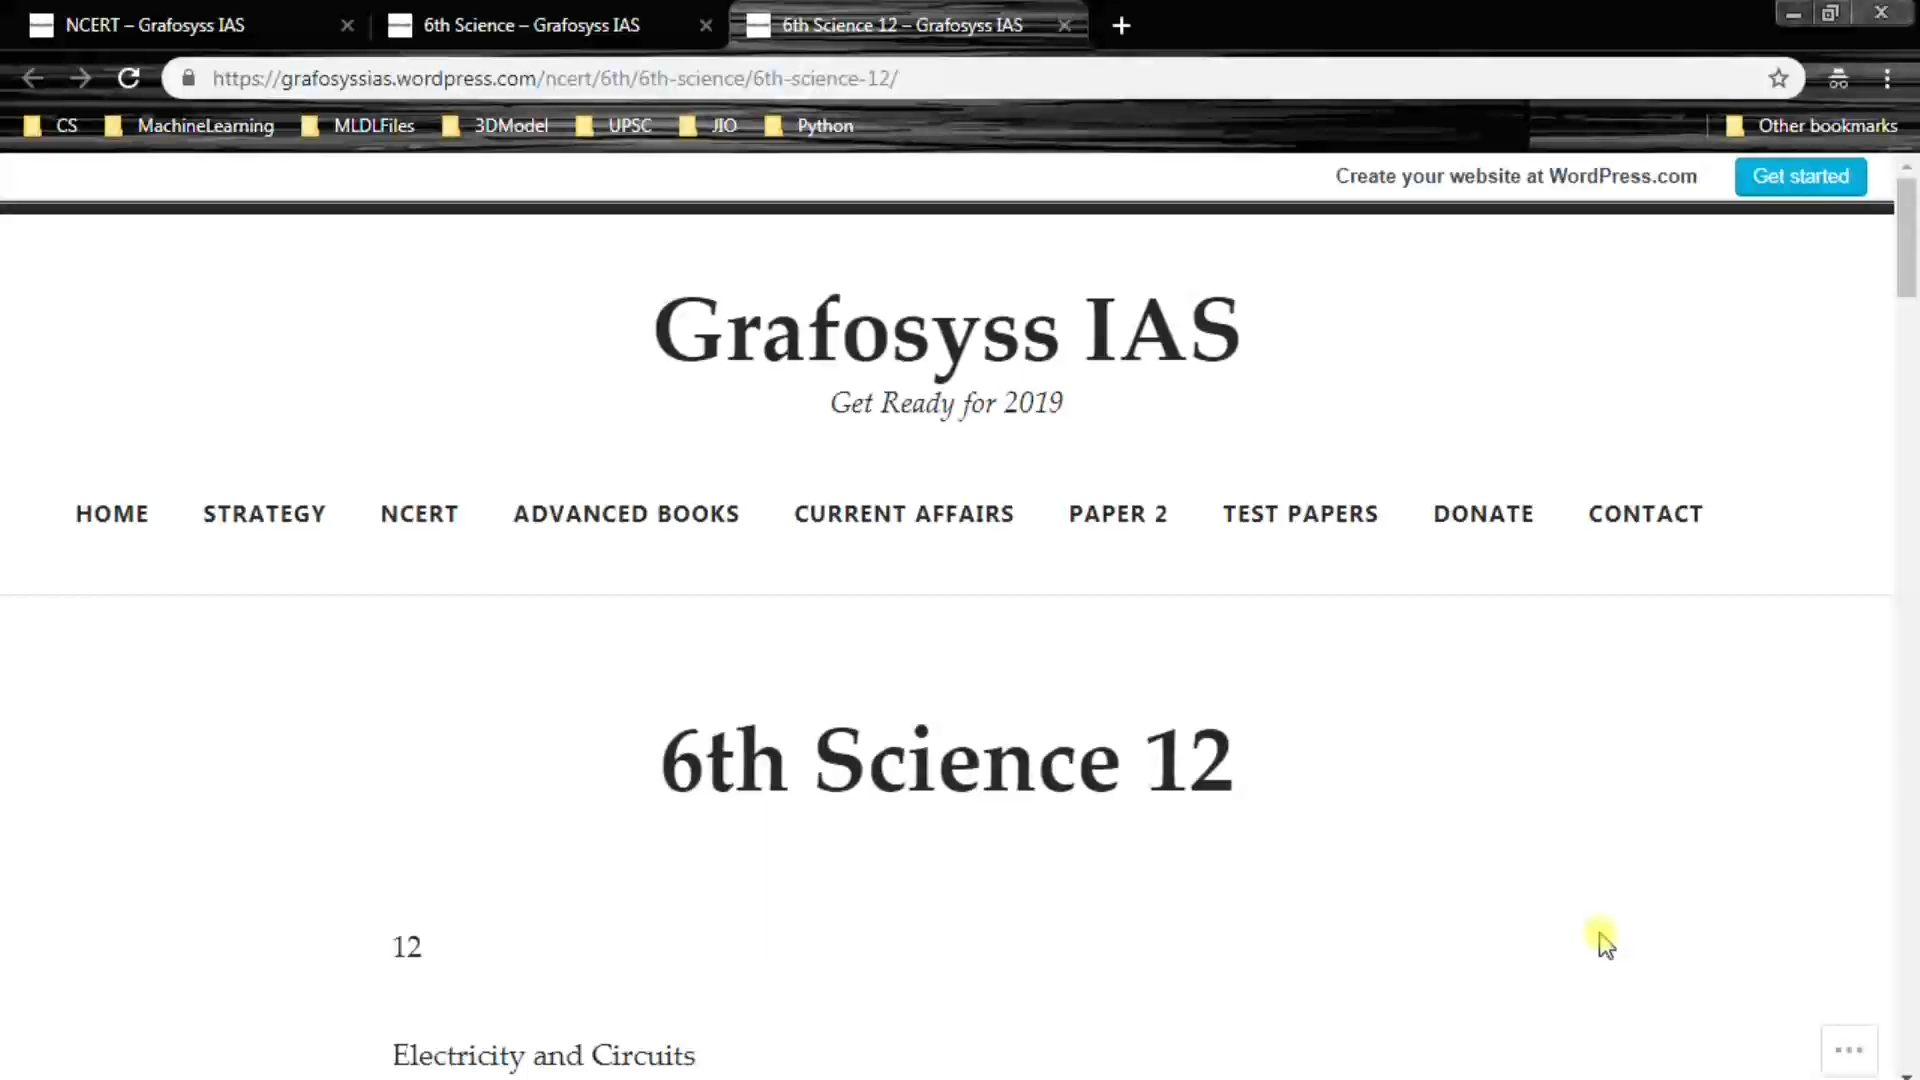 NCERT – Grafosyss IAS
6th Science – Grafosyss IAS
6th Science 12 – Grafosyss IAS
https://grafosyssias.wordpress.com/ncert/6th/6th-science/6th-science-12/
CS MachineLearning MLDLFiles 3DModel UPSC JIO Python Other bookmarks
Create your website at WordPress.com Get started
Grafosyss IAS
Get Ready for 2019
HOME STRATEGY NCERT ADVANCED BOOKS CURRENT AFFAIRS PAPER 2 TEST PAPERS DONATE CONTACT
6th Science 12
12
Electricity and Circuits